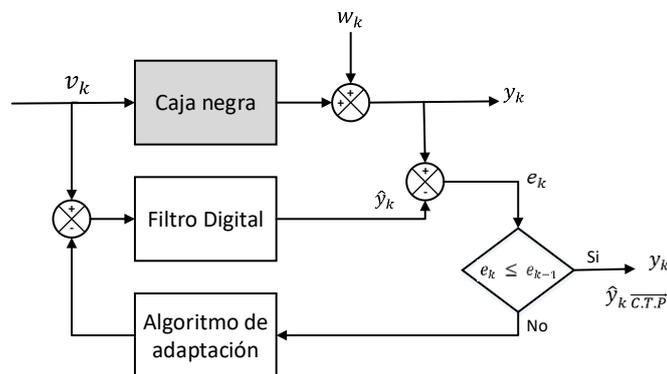 w_k
v_k
Caja negra
+
+
y_k
+
-
e_k
+
-
Filtro Digital
ŷ_k
e_k ≤ e_{k-1}
Si
y_k
ŷ_k C.T.P
No
Algoritmo de
adaptación